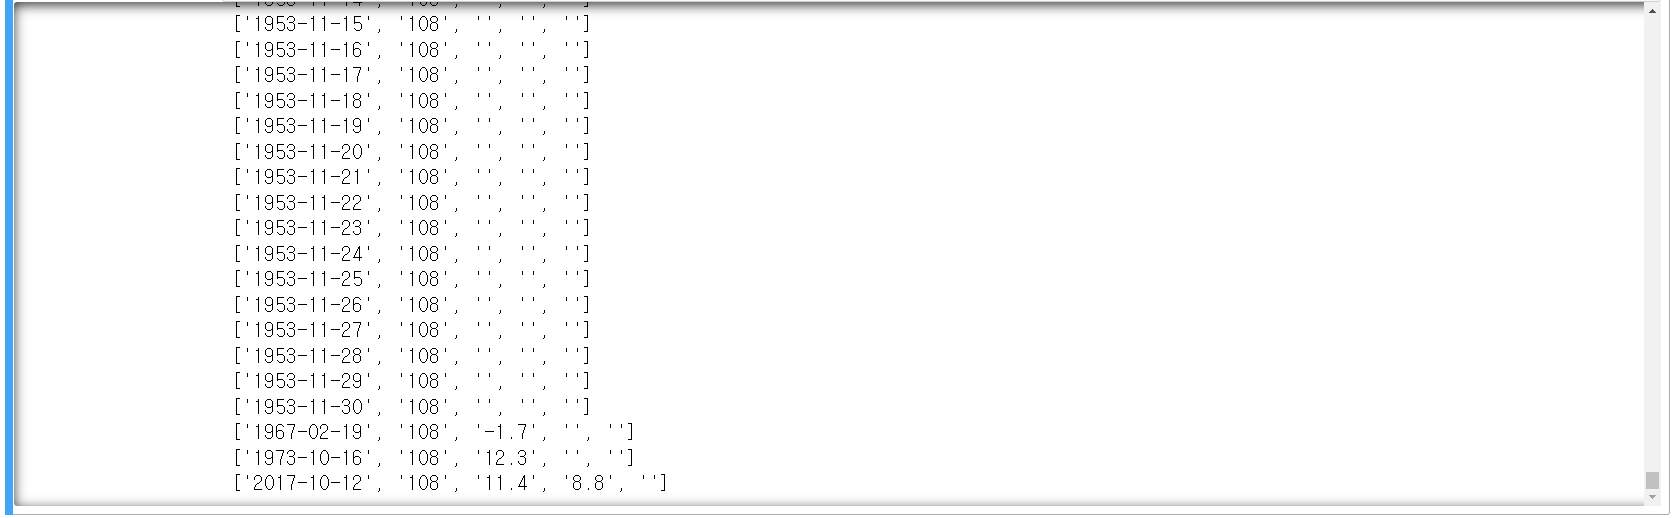 ['1953-11-14', '108', '', '', '']
['1953-11-15', '108', '', '', '']
['1953-11-16', '108', '', '', '']
['1953-11-17', '108', '', '', '']
['1953-11-18', '108', '', '', '']
['1953-11-19', '108', '', '', '']
['1953-11-20', '108', '', '', '']
['1953-11-21', '108', '', '', '']
['1953-11-22', '108', '', '', '']
['1953-11-23', '108', '', '', '']
['1953-11-24', '108', '', '', '']
['1953-11-25', '108', '', '', '']
['1953-11-26', '108', '', '', '']
['1953-11-27', '108', '', '', '']
['1953-11-28', '108', '', '', '']
['1953-11-29', '108', '', '', '']
['1953-11-30', '108', '', '', '']
['1967-02-19', '108', '-1.7', '', '']
['1973-10-16', '108', '12.3', '', '']
['2017-10-12', '108', '11.4', '8.8', '']